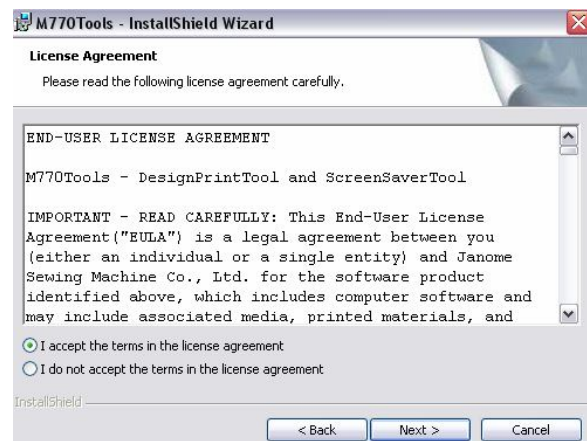 M770Tools - InstallShield Wizard
License Agreement
Please read the following license agreement carefully.
END-USER LICENSE AGREEMENT
M770Tools - DesignPrintTool and ScreenSaverTool
IMPORTANT - READ CAREFULLY: This End-User License
Agreement("EULA") is a legal agreement between you
(either an individual or a single entity) and Janome
Sewing Machine Co., Ltd. for the software product
identified above, which includes computer software and
may include associated media, printed materials, and
I accept the terms in the license agreement
I do not accept the terms in the license agreement
InstallShield
< Back Next > Cancel